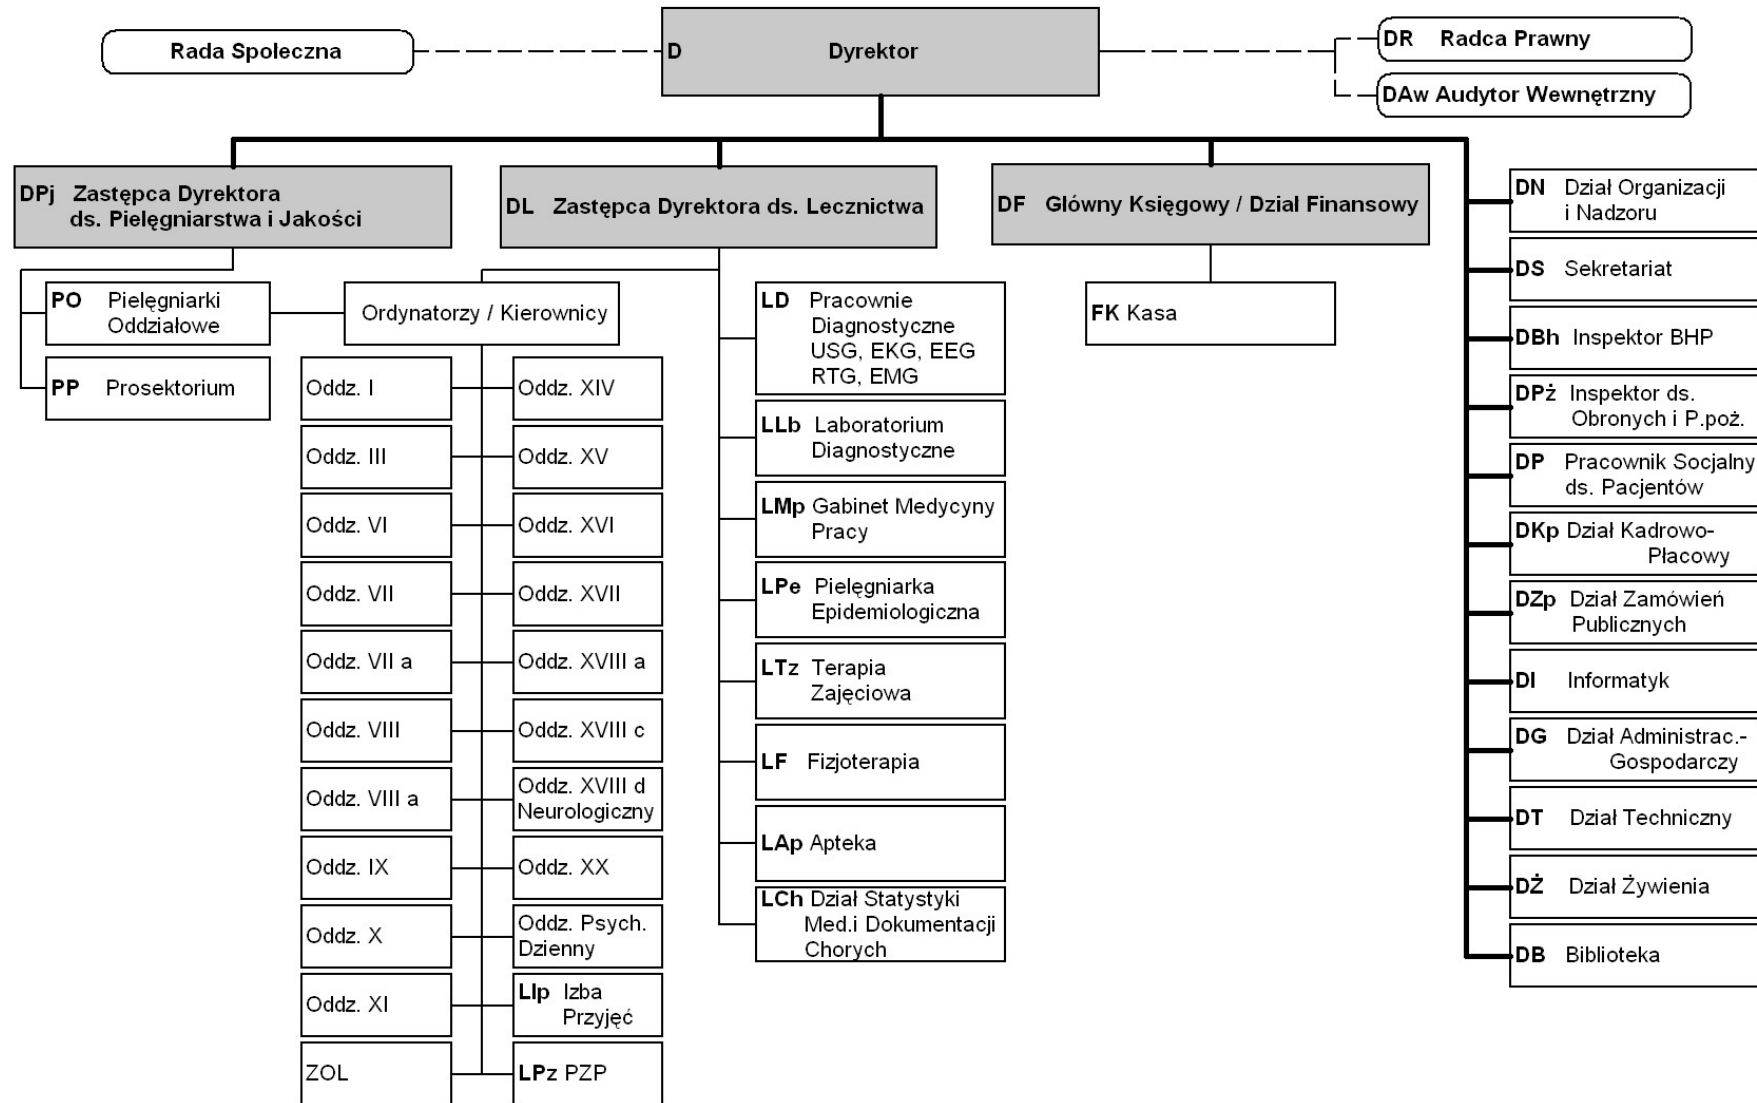 Rada Społeczna
D Dyrektor
DR Radca Prawny
DAw Audytor Wewnętrzny
DPj Zastępca Dyrektora
ds. Pielęgniarstwa i Jakości
DL Zastępca Dyrektora ds. Lecznictwa
DF Główny Księgowy / Dział Finansowy
PO Pielęgniarki
Oddziałowe
PP Prosektorium
Ordynatorzy / Kierownicy
Oddz. I
Oddz. III
Oddz. VI
Oddz. VII
Oddz. VII a
Oddz. VIII
Oddz. VIII a
Oddz. IX
Oddz. X
Oddz. XI
ZOL
Oddz. XIV
Oddz. XV
Oddz. XVI
Oddz. XVII
Oddz. XVIII a
Oddz. XVIII c
Oddz. XVIII d
Neurologiczny
Oddz. XX
Oddz. Psych.
Dzienny
LIp Izba
Przyjęć
LPz PZP
LD Pracownie
Diagnostyczne
USG, EKG, EEG
RTG, EMG
LLb Laboratorium
Diagnostyczne
LMp Gabinet Medycyny
Pracy
LPe Pielęgniarka
Epidemiologiczna
LTz Terapia
Zajęciowa
LF Fizjoterapia
LAp Apteka
LCh Dział Statystyki
Med.i Dokumentacji
Chorych
FK Kasa
DN Dział Organizacji
i Nadzoru
DS Sekretariat
DBh Inspektor BHP
DPż Inspektor ds.
Obronych i P.poż.
DP Pracownik Socjalny
ds. Pacjentów
DKp Dział Kadrowo-
Płacowy
DZp Dział Zamówień
Publicznych
DI Informatyk
DG Dział Administrac.-
Gospodarczy
DT Dział Techniczny
DŻ Dział Żywienia
DB Biblioteka